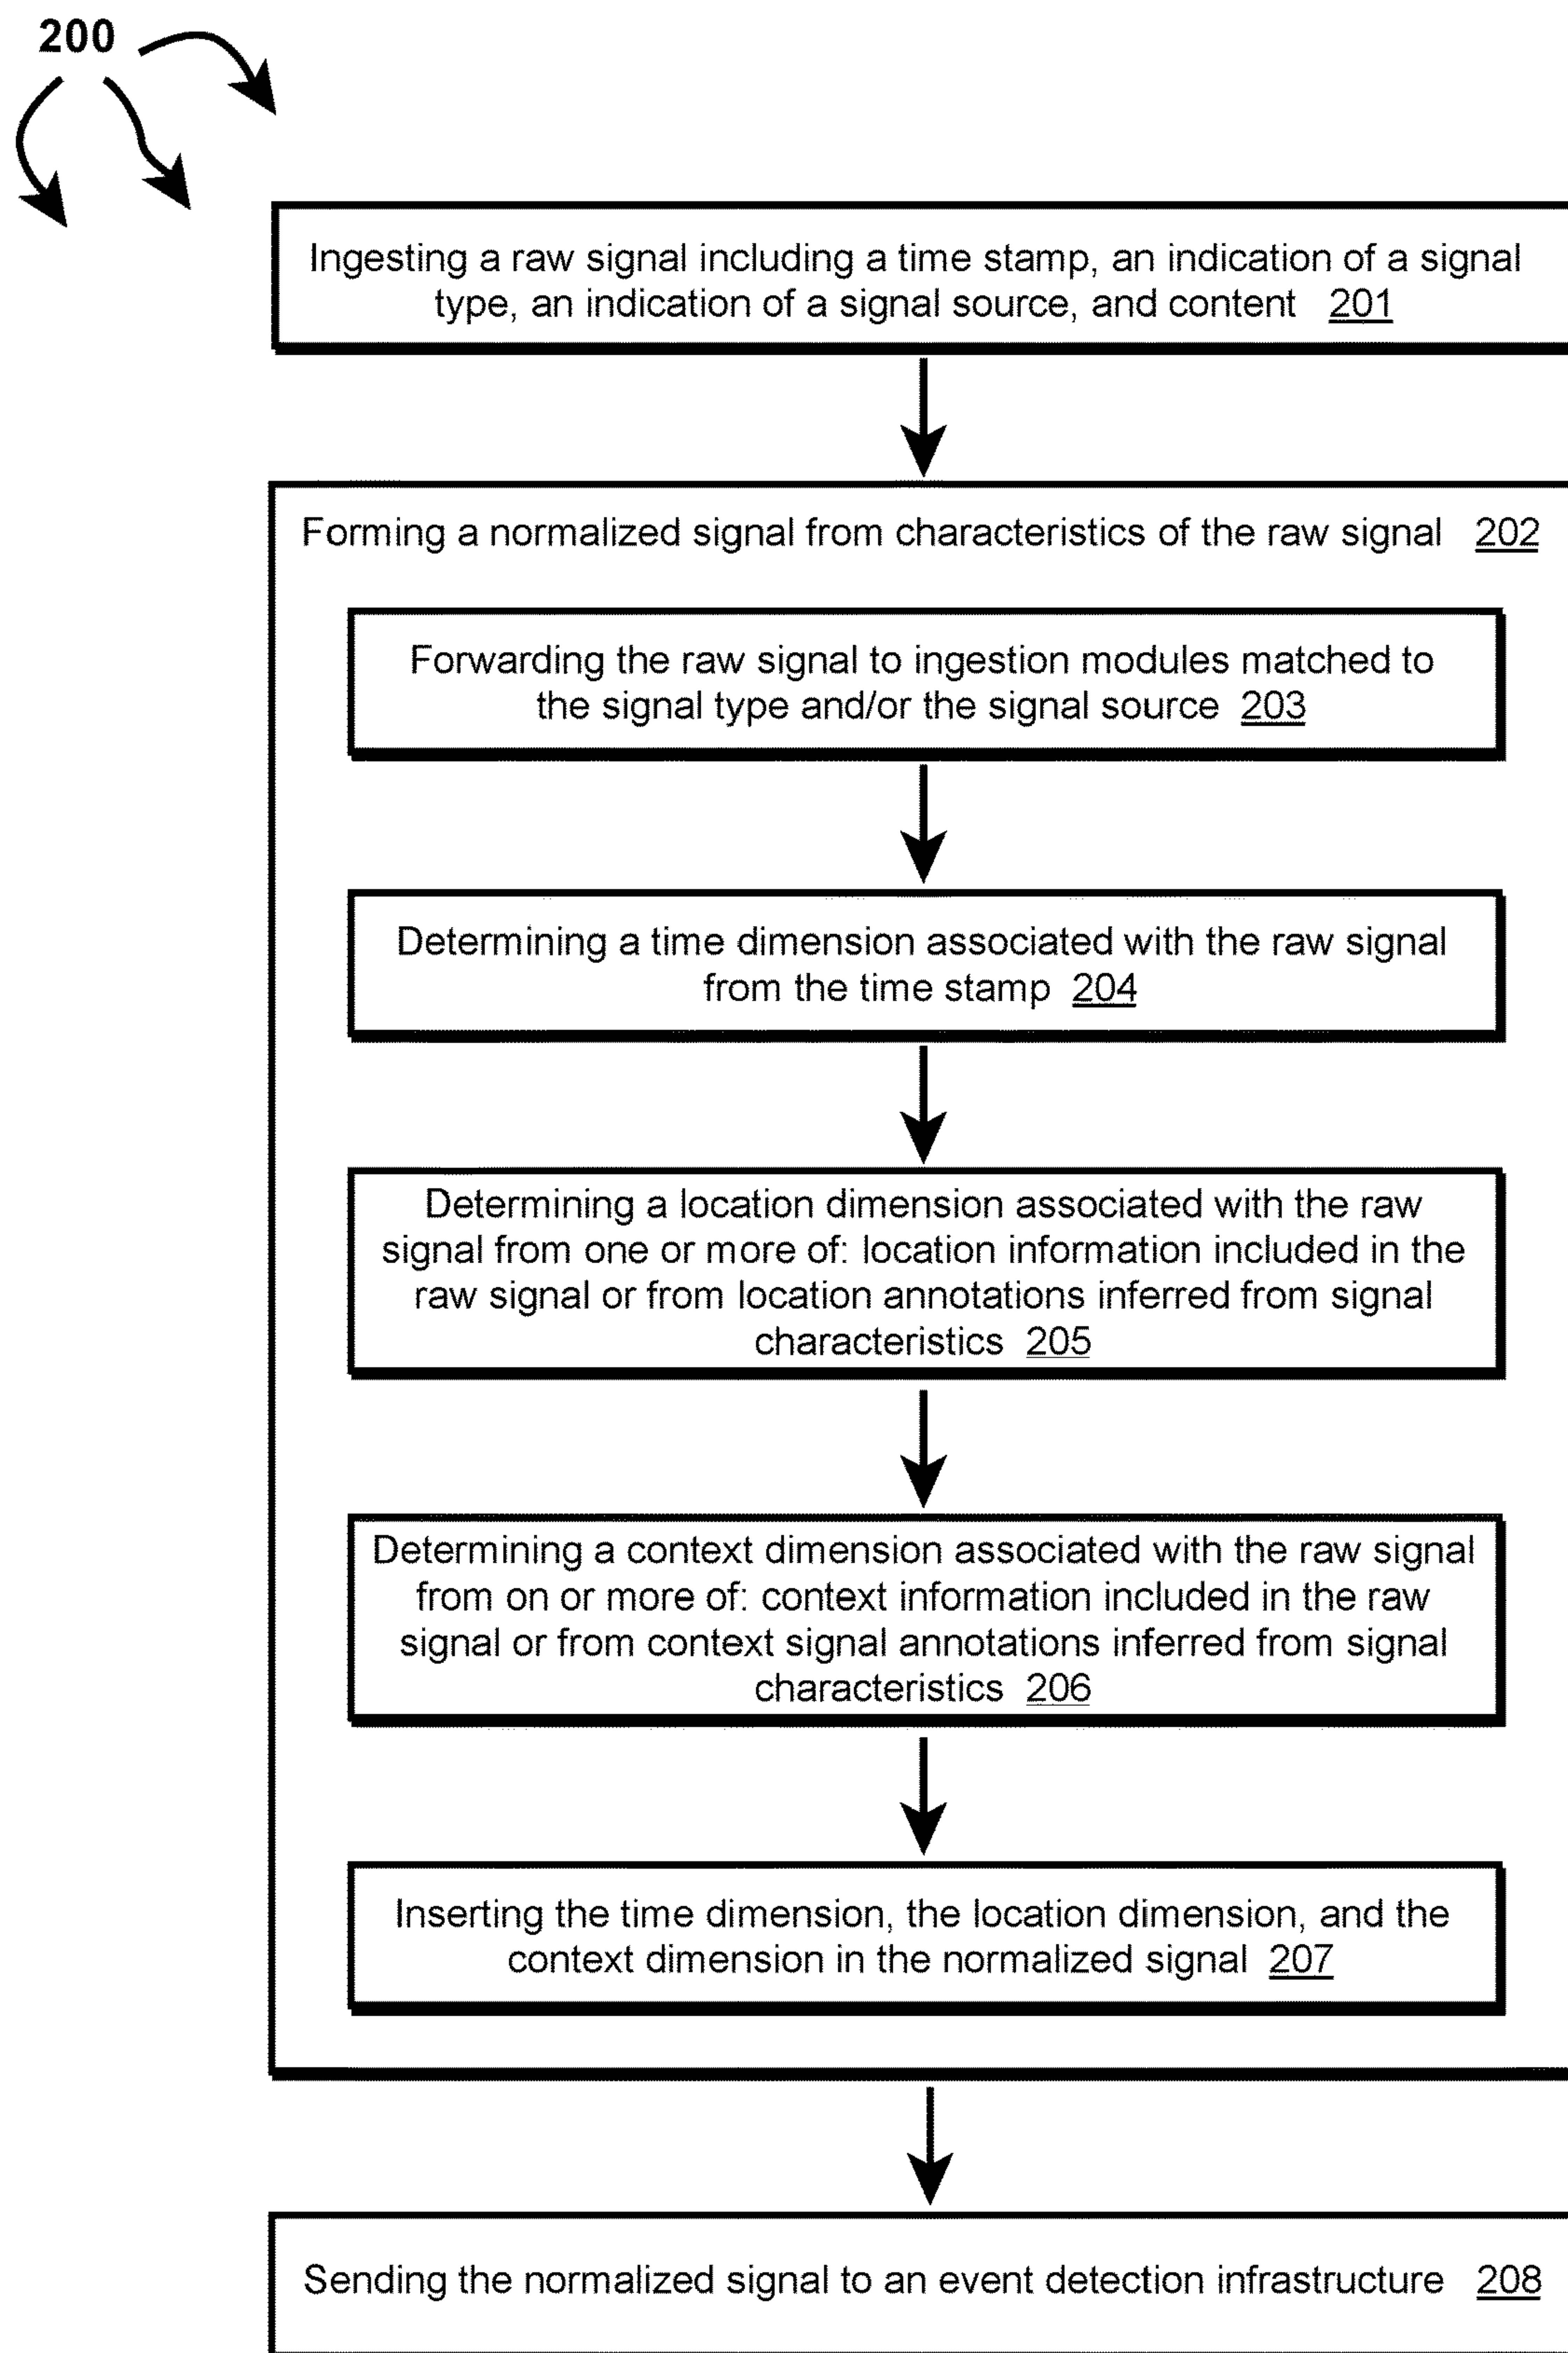 200
Ingesting a raw signal including a time stamp, an indication of a signal
type, an indication of a signal source, and content 201
Forming a normalized signal from characteristics of the raw signal 202
Forwarding the raw signal to ingestion modules matched to
the signal type and/or the signal source 203
Determining a time dimension associated with the raw signal
from the time stamp 204
Determining a location dimension associated with the raw
signal from one or more of: location information included in the
raw signal or from location annotations inferred from signal
characteristics 205
Determining a context dimension associated with the raw signal
from on or more of: context information included in the raw
signal or from context signal annotations inferred from signal
characteristics 206
Inserting the time dimension, the location dimension, and the
context dimension in the normalized signal 207
Sending the normalized signal to an event detection infrastructure 208